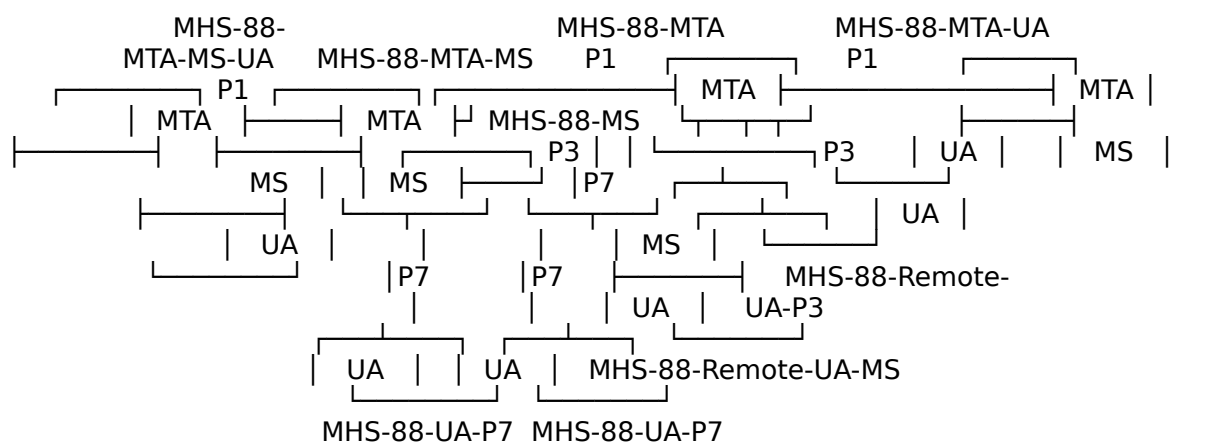 MHS-88- MHS-88-MTA MHS-88-MTA-UA
MTA-MS-UA MHS-88-MTA-MS P1 P1
P1 MTA MTA
MTA MTA MHS-88-MS
P3 P3 UA MS
MS MS P7
UA
UA MS
P7 P7 MHS-88-Remote-
UA UA-P3
UA UA MHS-88-Remote-UA-MS
MHS-88-UA-P7 MHS-88-UA-P7